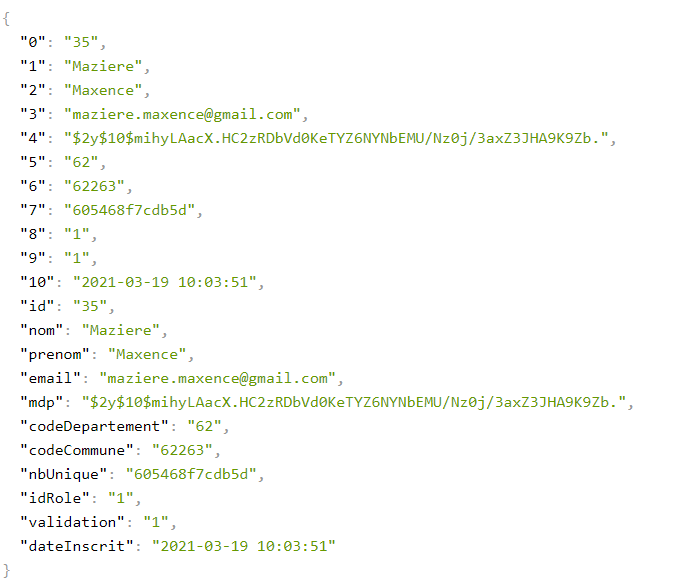 {
"0": "35",
"1": "Maziere",
"2": "Maxence",
"3": "maziere.maxence@gmail.com",
"4": "$2y$10$mihyLAacX.HC2zRDbVd0KeTYZ6NYNbEMU/Nz0j/3axZ3JHA9K9Zb.",
"5": "62",
"6": "62263",
"7": "605468f7cdb5d",
"8": "1",
"9": "1",
"10": "2021-03-19 10:03:51",
"id": "35",
"nom": "Maziere",
"prenom": "Maxence",
"email": "maziere.maxence@gmail.com",
"mdp": "$2y$10$mihyLAacX.HC2zRDbVd0KeTYZ6NYNbEMU/Nz0j/3axZ3JHA9K9Zb.",
"codeDepartement": "62",
"codeCommune": "62263",
"nbUnique": "605468f7cdb5d",
"idRole": "1",
"validation": "1",
"dateInscrit": "2021-03-19 10:03:51"
}